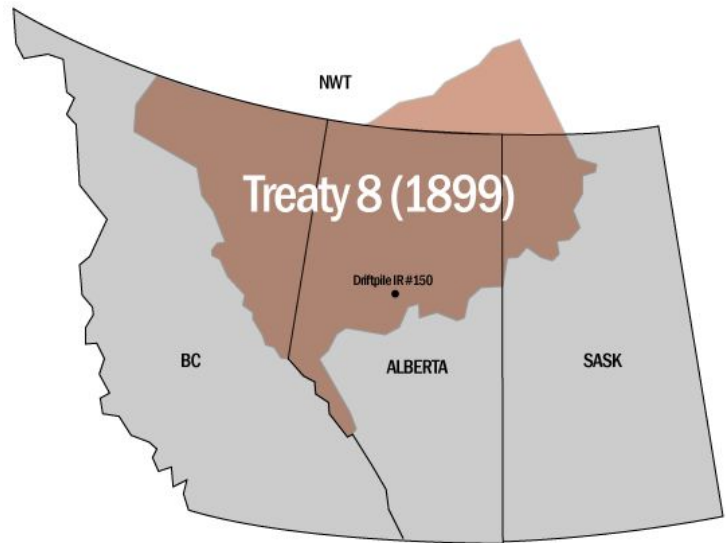 NWT
Treaty 8 (1899)
Driftpile IR #150
BC
ALBERTA
SASK